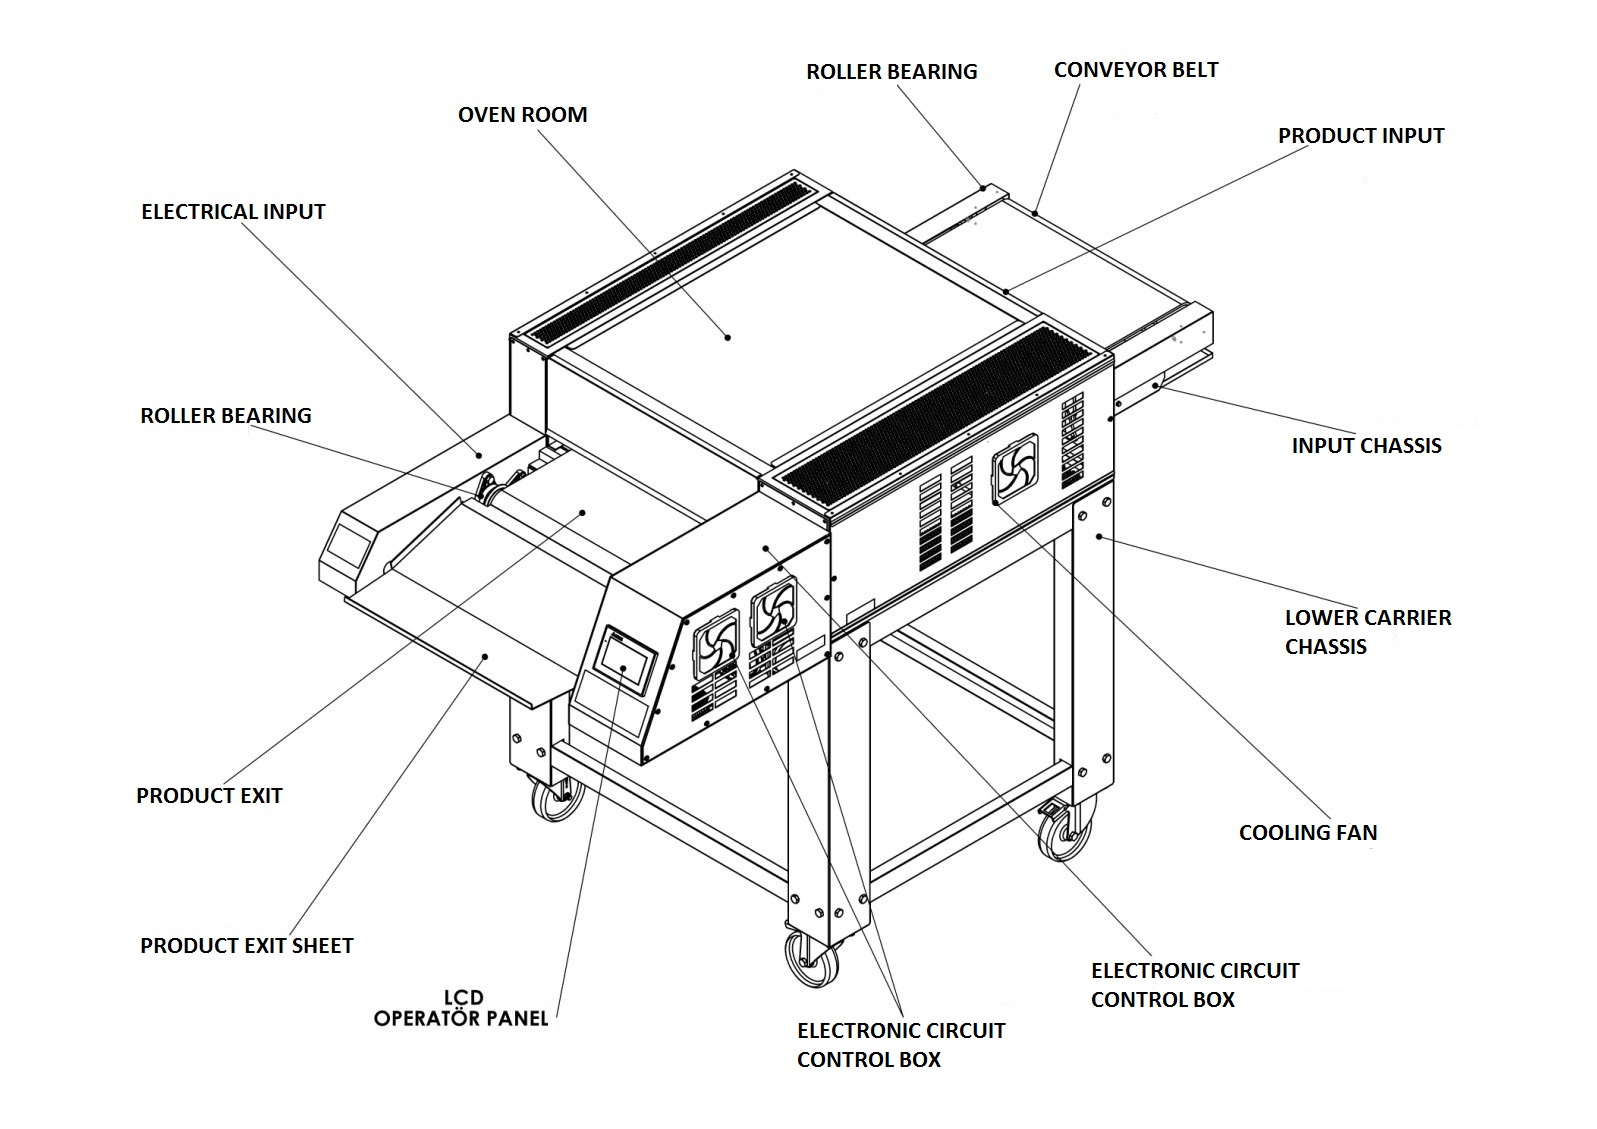 ROLLER BEARING
CONVEYOR BELT
OVEN ROOM
PRODUCT INPUT
ELECTRICAL INPUT
ROLLER BEARING
INPUT CHASSIS
LOWER CARRIER
CHASSIS
PRODUCT EXIT
COOLING FAN
PRODUCT EXIT SHEET
LCD
OPERATÖR PANEL
ELECTRONIC CIRCUIT
CONTROL BOX
ELECTRONIC CIRCUIT
CONTROL BOX